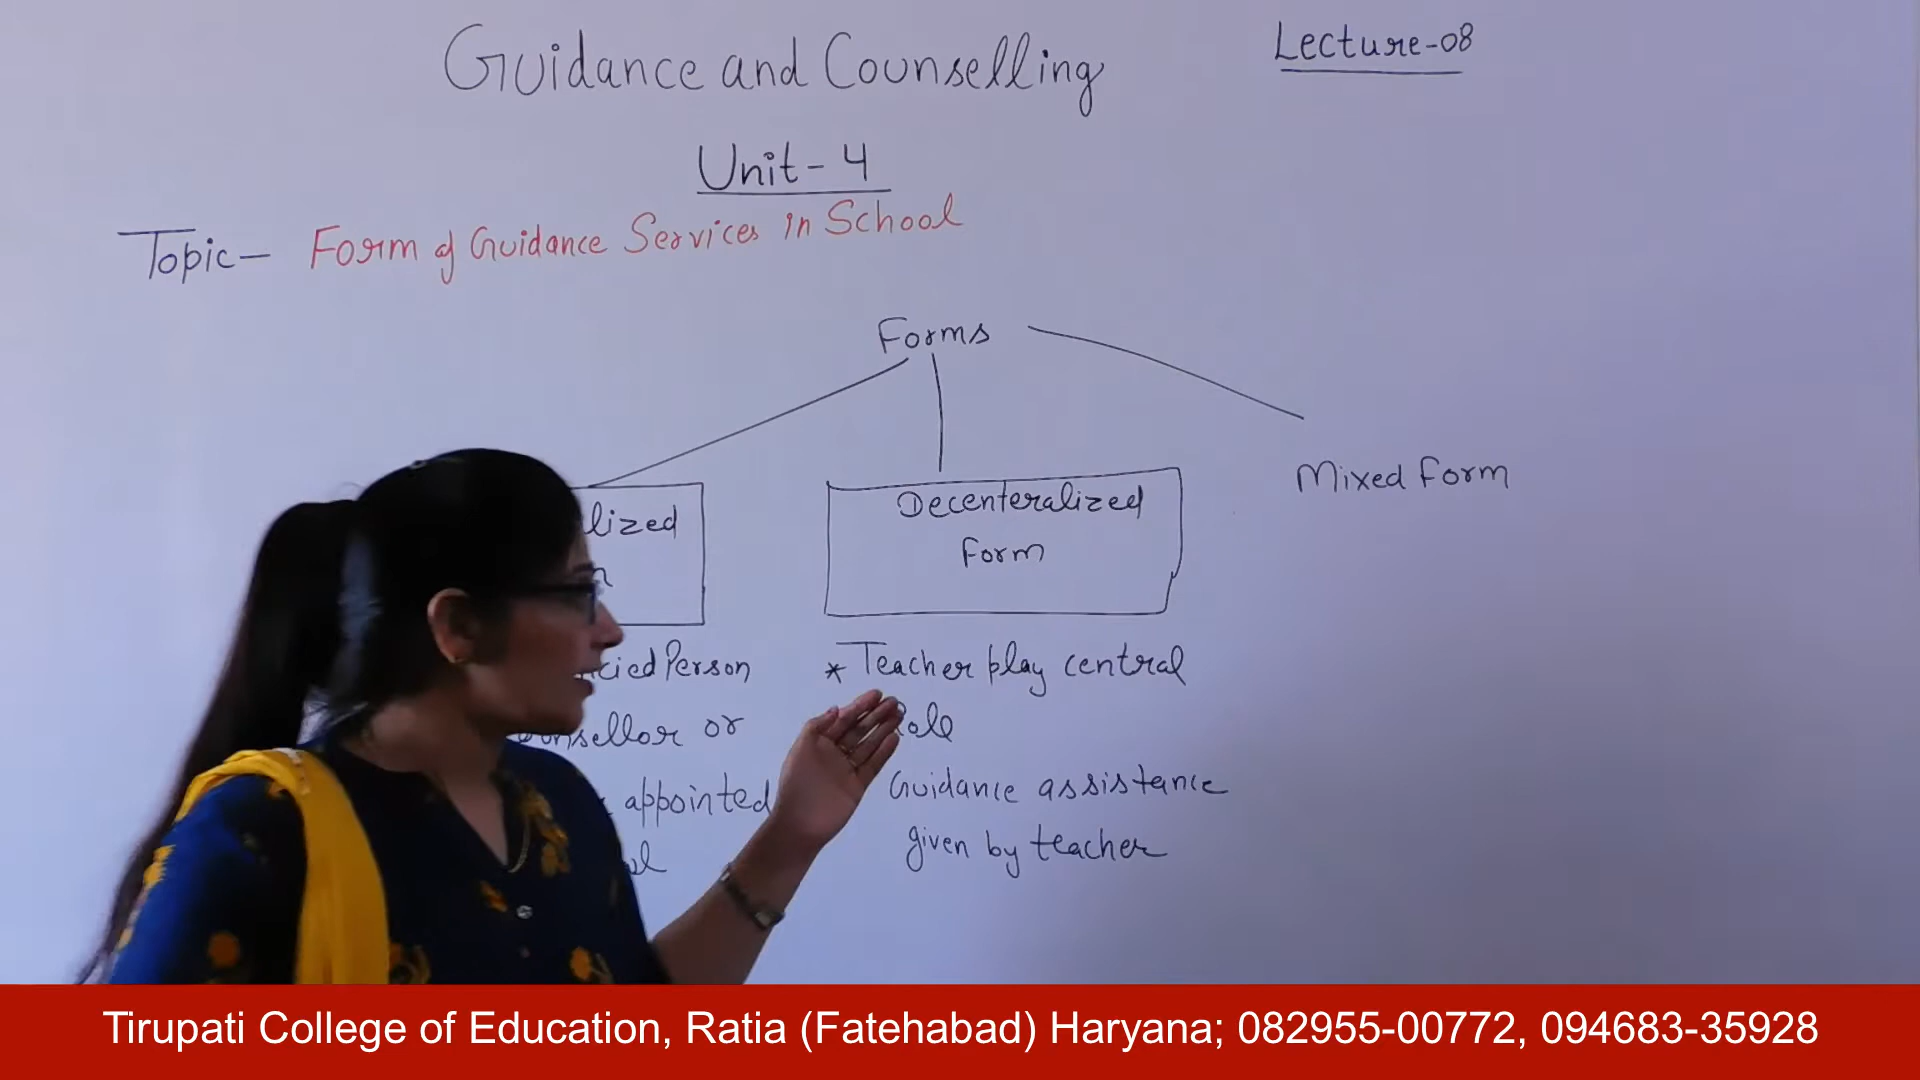 Guidance and Counselling
Lecture-08
Unit-4
Topic- Form of Guidance Services in School
Forms
Decenteralized
Form
Mixed Form
Person
* Teacher play central
or
appointed
Guidance assistance
given by teacher
Tirupati College of Education, Ratia (Fatehabad) Haryana; 082955-00772, 094683-35928